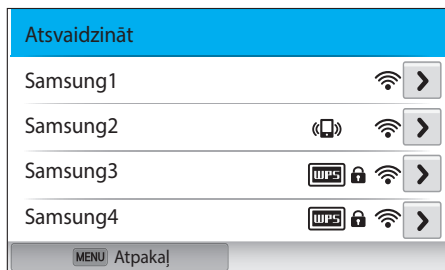 Atsvaidzināt
Samsung1
Samsung2
Samsung3 WPS
Samsung4 WPS
MENU Atpakaļ